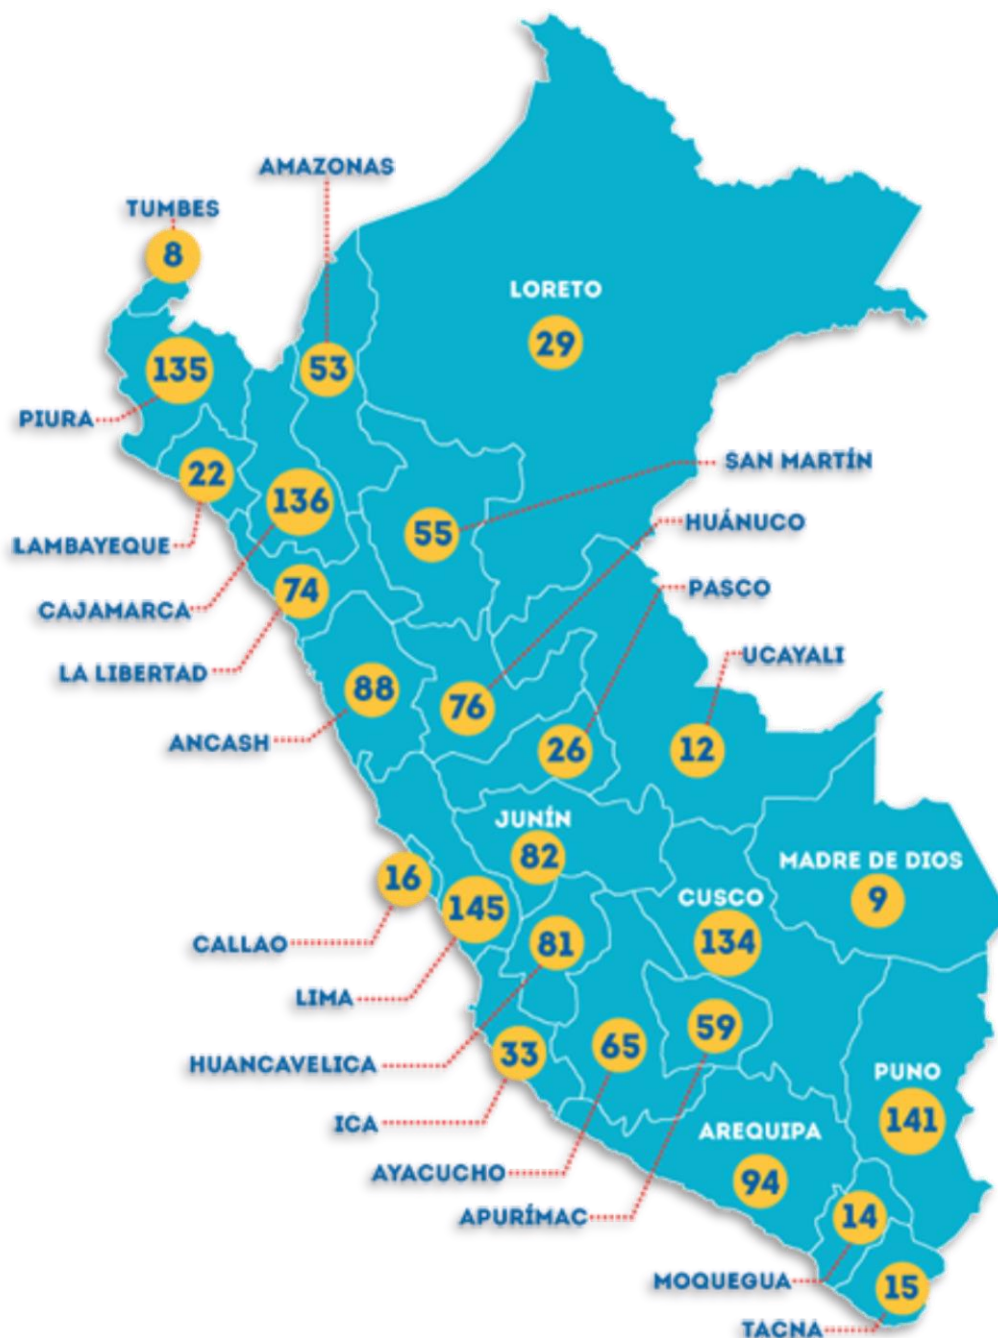 AMAZONAS
TUMBES
8
LORETO
29
135
53
PIURA
SAN MARTÍN
22
136
55
HUÁNUCO
LAMBAYEQUE
PASCO
CAJAMARCA
74
UCAYALI
LA LIBERTAD
88
76
ANCASH
26
12
JUNÍN
82
MADRE DE DIOS
9
16
145
CUSCO
134
CALLAO
81
LIMA
59
HUANCAVELICA
33
65
PUNO
141
ICA
AREQUIPA
94
AYACUCHO
APURÍMAC
14
MOQUEGUA
15
TACNA